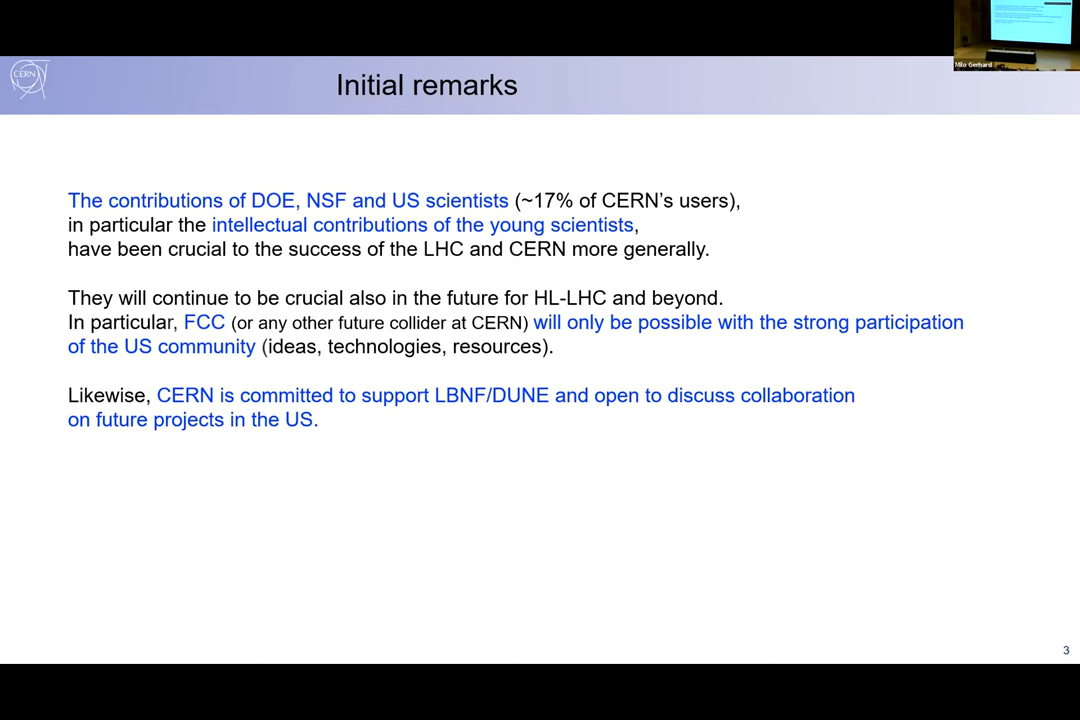 CERN
Initial remarks
Milo Gerhard
The contributions of DOE, NSF and US scientists (~17% of CERN’s users),
in particular the intellectual contributions of the young scientists,
have been crucial to the success of the LHC and CERN more generally.
They will continue to be crucial also in the future for HL-LHC and beyond.
In particular, FCC (or any other future collider at CERN) will only be possible with the strong participation
of the US community (ideas, technologies, resources).
Likewise, CERN is committed to support LBNF/DUNE and open to discuss collaboration
on future projects in the US.
3